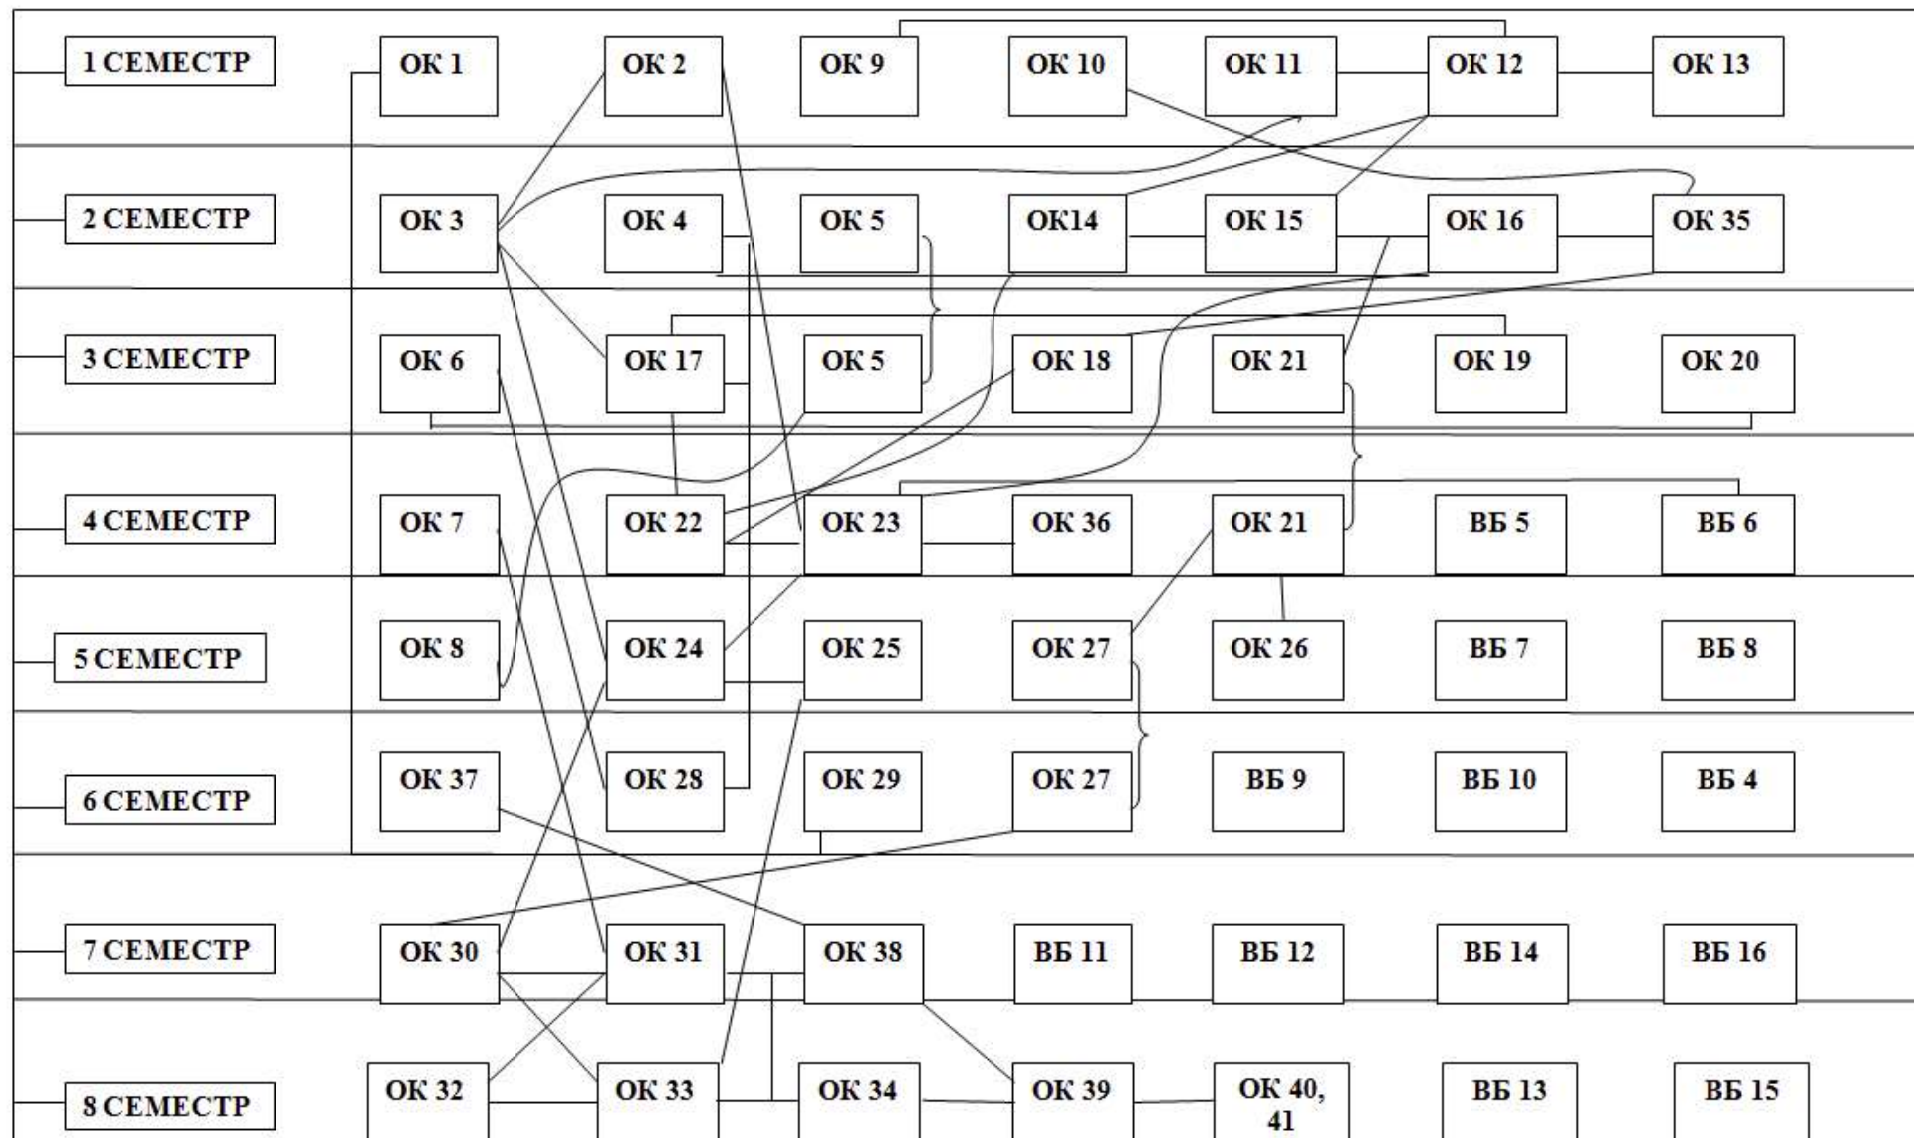 1 СЕМЕСТР
ОК 1
ОК 2
ОК 9
ОК 10
ОК 11
ОК 12
ОК 13
2 СЕМЕСТР
ОК 3
ОК 4
ОК 5
ОК14
ОК 15
ОК 16
ОК 35
3 СЕМЕСТР
ОК 6
ОК 17
ОК 5
ОК 18
ОК 21
ОК 19
ОК 20
4 СЕМЕСТР
ОК 7
ОК 22
ОК 23
ОК 36
ОК 21
ВБ 5
ВБ 6
5 СЕМЕСТР
ОК 8
ОК 24
ОК 25
ОК 27
ОК 26
ВБ 7
ВБ 8
6 СЕМЕСТР
ОК 37
ОК 28
ОК 29
ОК 27
ВБ 9
ВБ 10
ВБ 4
7 СЕМЕСТР
ОК 30
ОК 31
ОК 38
ВБ 11
ВБ 12
ВБ 14
ВБ 16
8 СЕМЕСТР
ОК 32
ОК 33
ОК 34
ОК 39
ОК 40,
41
ВБ 13
ВБ 15